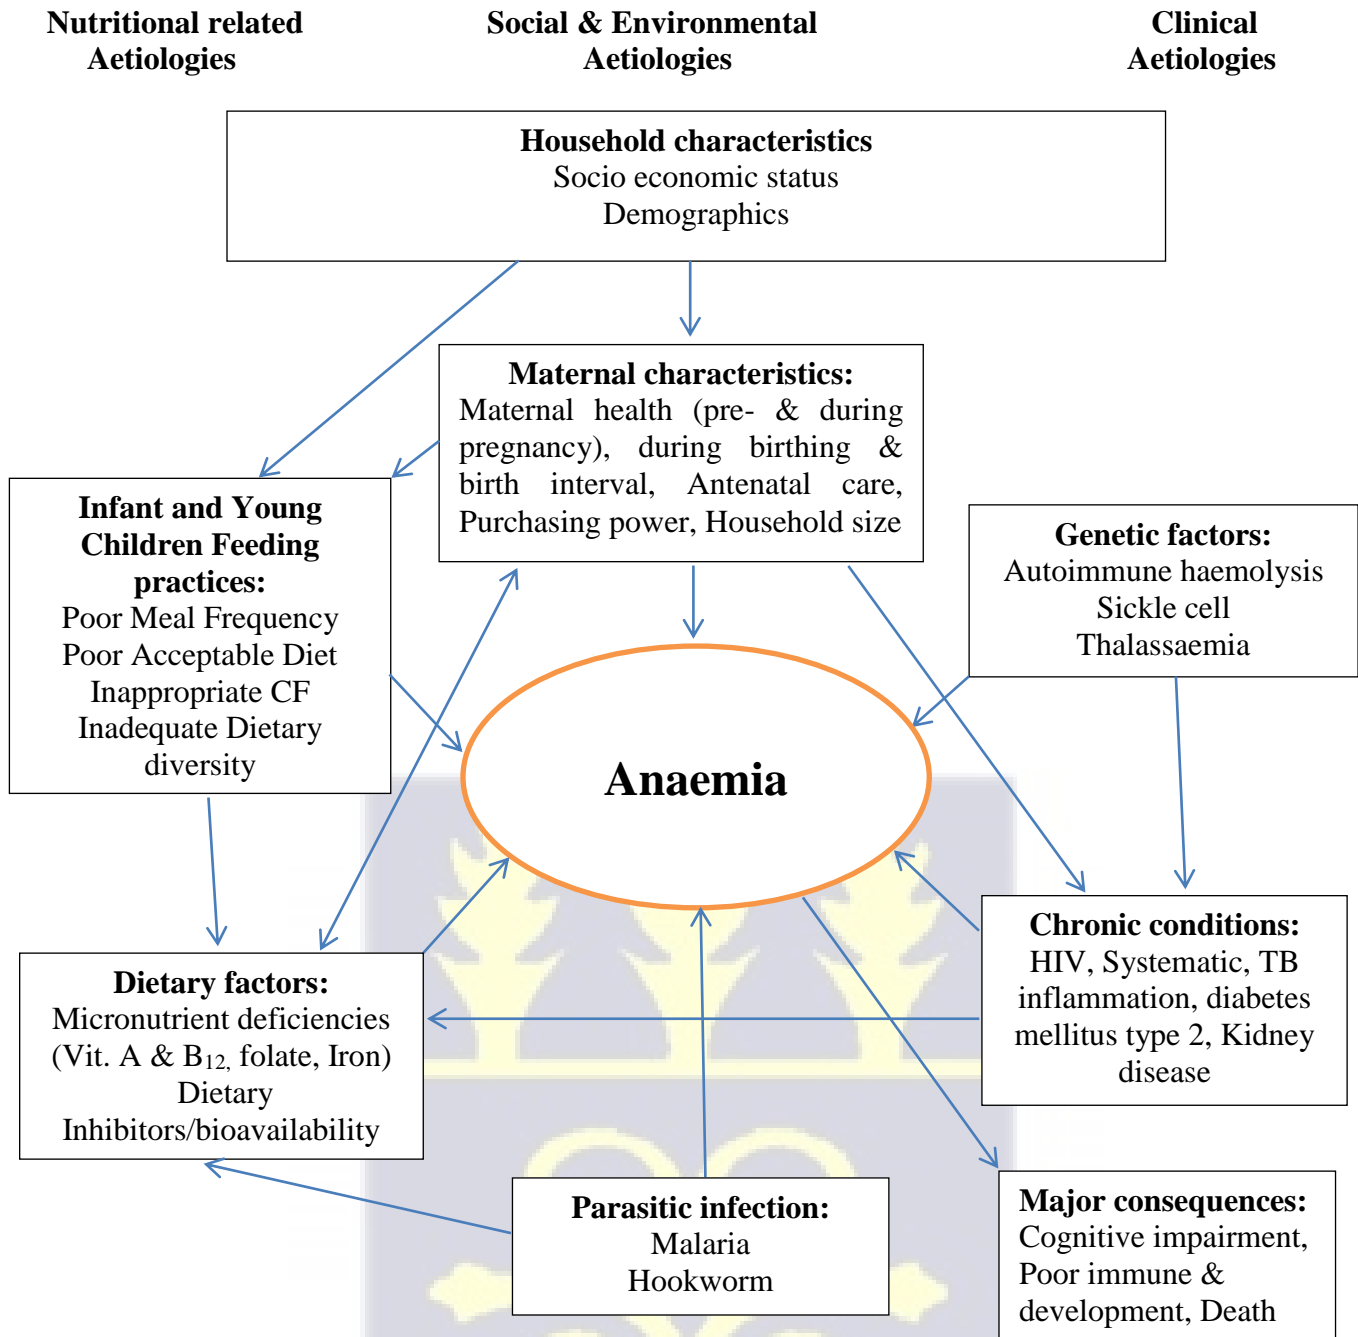 Nutritional related
Aetiologies
Social & Environmental
Aetiologies
Clinical
Aetiologies
Household characteristics
Socio economic status
Demographics
Maternal characteristics:
Maternal health (pre- & during
pregnancy), during birthing &
birth interval, Antenatal care,
Purchasing power, Household size
Infant and Young
Children Feeding
practices:
Poor Meal Frequency
Poor Acceptable Diet
Inappropriate CF
Inadequate Dietary
diversity
Genetic factors:
Autoimmune haemolysis
Sickle cell
Thalassaemia
Anaemia
Dietary factors:
Micronutrient deficiencies
(Vit. A & B12, folate, Iron)
Dietary
Inhibitors/bioavailability
Chronic conditions:
HIV, Systematic, TB
inflammation, diabetes
mellitus type 2, Kidney
disease
Parasitic infection:
Malaria
Hookworm
Major consequences:
Cognitive impairment,
Poor immune &
development, Death